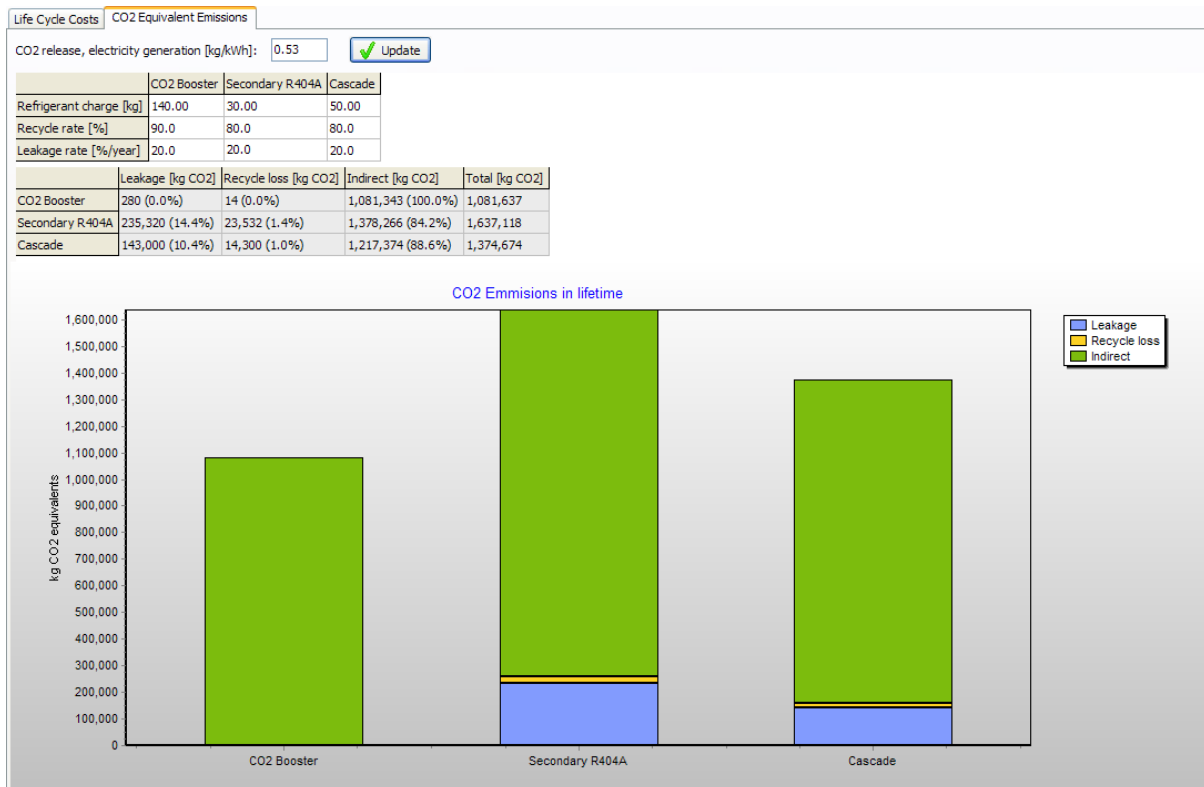 Life Cycle Costs CO2 Equivalent Emissions
CO2 release, electricity generation [kg/kWh]: 0.53 Update
CO2 Booster Secondary R404A Cascade
Refrigerant charge [kg] 140.00 30.00 50.00
Recycle rate [%] 90.0 80.0 80.0
Leakage rate [%/year] 20.0 20.0 20.0
Leakage [kg CO2] Recycle loss [kg CO2] Indirect [kg CO2] Total [kg CO2]
CO2 Booster 280 (0.0%) 14 (0.0%) 1,081,343 (100.0%) 1,081,637
Secondary R404A 235,320 (14.4%) 23,532 (1.4%) 1,378,266 (84.2%) 1,637,118
Cascade 143,000 (10.4%) 14,300 (1.0%) 1,217,374 (88.6%) 1,374,674
CO2 Emmisions in lifetime
1,600,000
1,500,000
1,400,000
1,300,000
1,200,000
1,100,000
1,000,000
900,000
800,000
700,000
600,000
500,000
400,000
300,000
200,000
100,000
0
kg CO2 equivalents
CO2 Booster Secondary R404A Cascade
Leakage
Recycle loss
Indirect